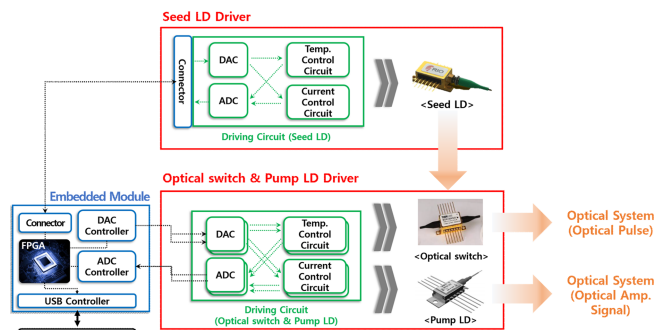 Seed LD Driver
Connector
DAC
ADC
Temp.
Control
Circuit
Current
Control
Circuit
Driving Circuit (Seed LD)
<Seed LD>
Optical switch & Pump LD Driver
Embedded Module
Connector
DAC
Controller
FPGA
ADC
Controller
USB Controller
DAC
ADC
Temp.
Control
Circuit
Current
Control
Circuit
Driving Circuit
(Optical switch & Pump LD)
<Optical switch>
<Pump LD>
Optical System
(Optical Pulse)
Optical System
(Optical Amp.
Signal)